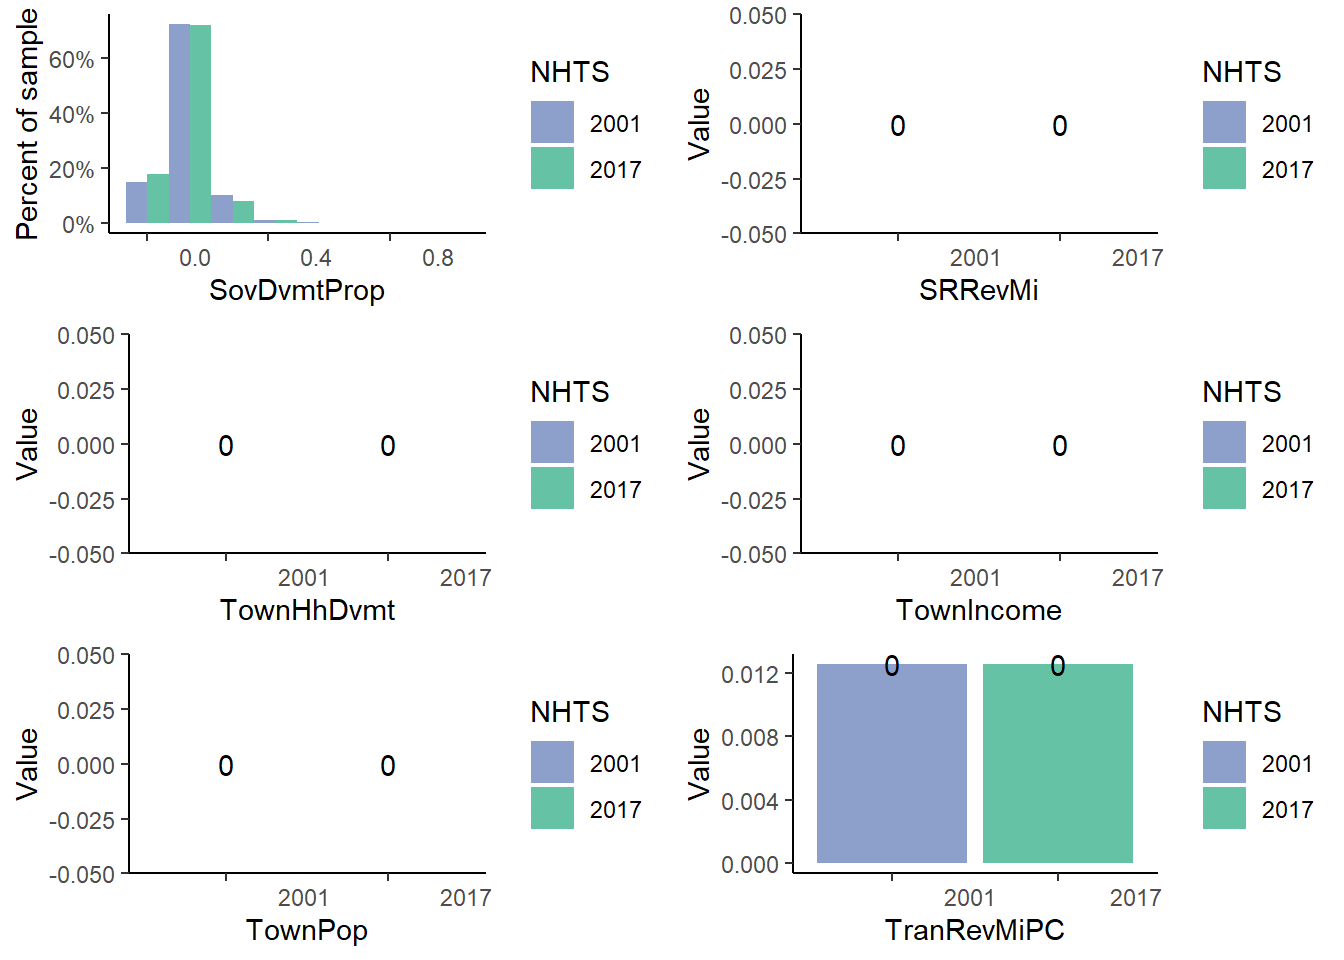 Percent of sample
60%
40%
20%
0%
0.0 0.4 0.8
SovDvmtProp
NHTS
2001
2017
Value
0.050
0.025
0.000
-0.025
-0.050
0 0
2001 2017
SRRevMi
NHTS
2001
2017
Value
0.050
0.025
0.000
-0.025
-0.050
0 0
2001 2017
TownHhDvmt
NHTS
2001
2017
Value
0.050
0.025
0.000
-0.025
-0.050
0 0
2001 2017
TownIncome
NHTS
2001
2017
Value
0.050
0.025
0.000
-0.025
-0.050
0 0
2001 2017
TownPop
NHTS
2001
2017
Value
0.012
0.008
0.004
0.000
0 0
2001 2017
TranRevMiPC
NHTS
2001
2017